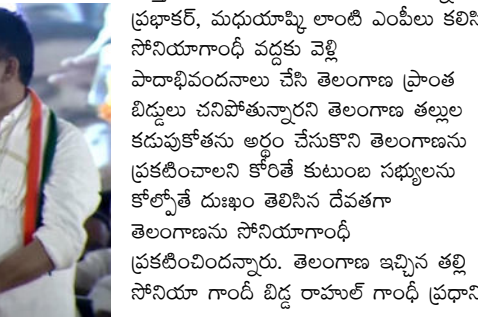 ప్రభాకర్, మధుయాష్కి లాంటి ఎంపీలు కలిసి
సోనియాగాంధీ వద్దకు వెళ్లి
పాదాభివందనాలు చేసి తెలంగాణ ప్రాంత
బిడ్డలు చనిపోతున్నారని తెలంగాణ తల్లుల
కడుపుకోతను అర్థం చేసుకొని తెలంగాణను
ప్రకటించాలని కోరితే కుటుంబ సభ్యులను
కోల్పోతే దుఃఖం తెలిసిన దేవతగా
తెలంగాణను సోనియాగాంధీ
ప్రకటించిందన్నారు. తెలంగాణ ఇచ్చిన తల్లి
సోనియా గాందీ బిడ్డ రాహుల్ గాంధీ ప్రధాని